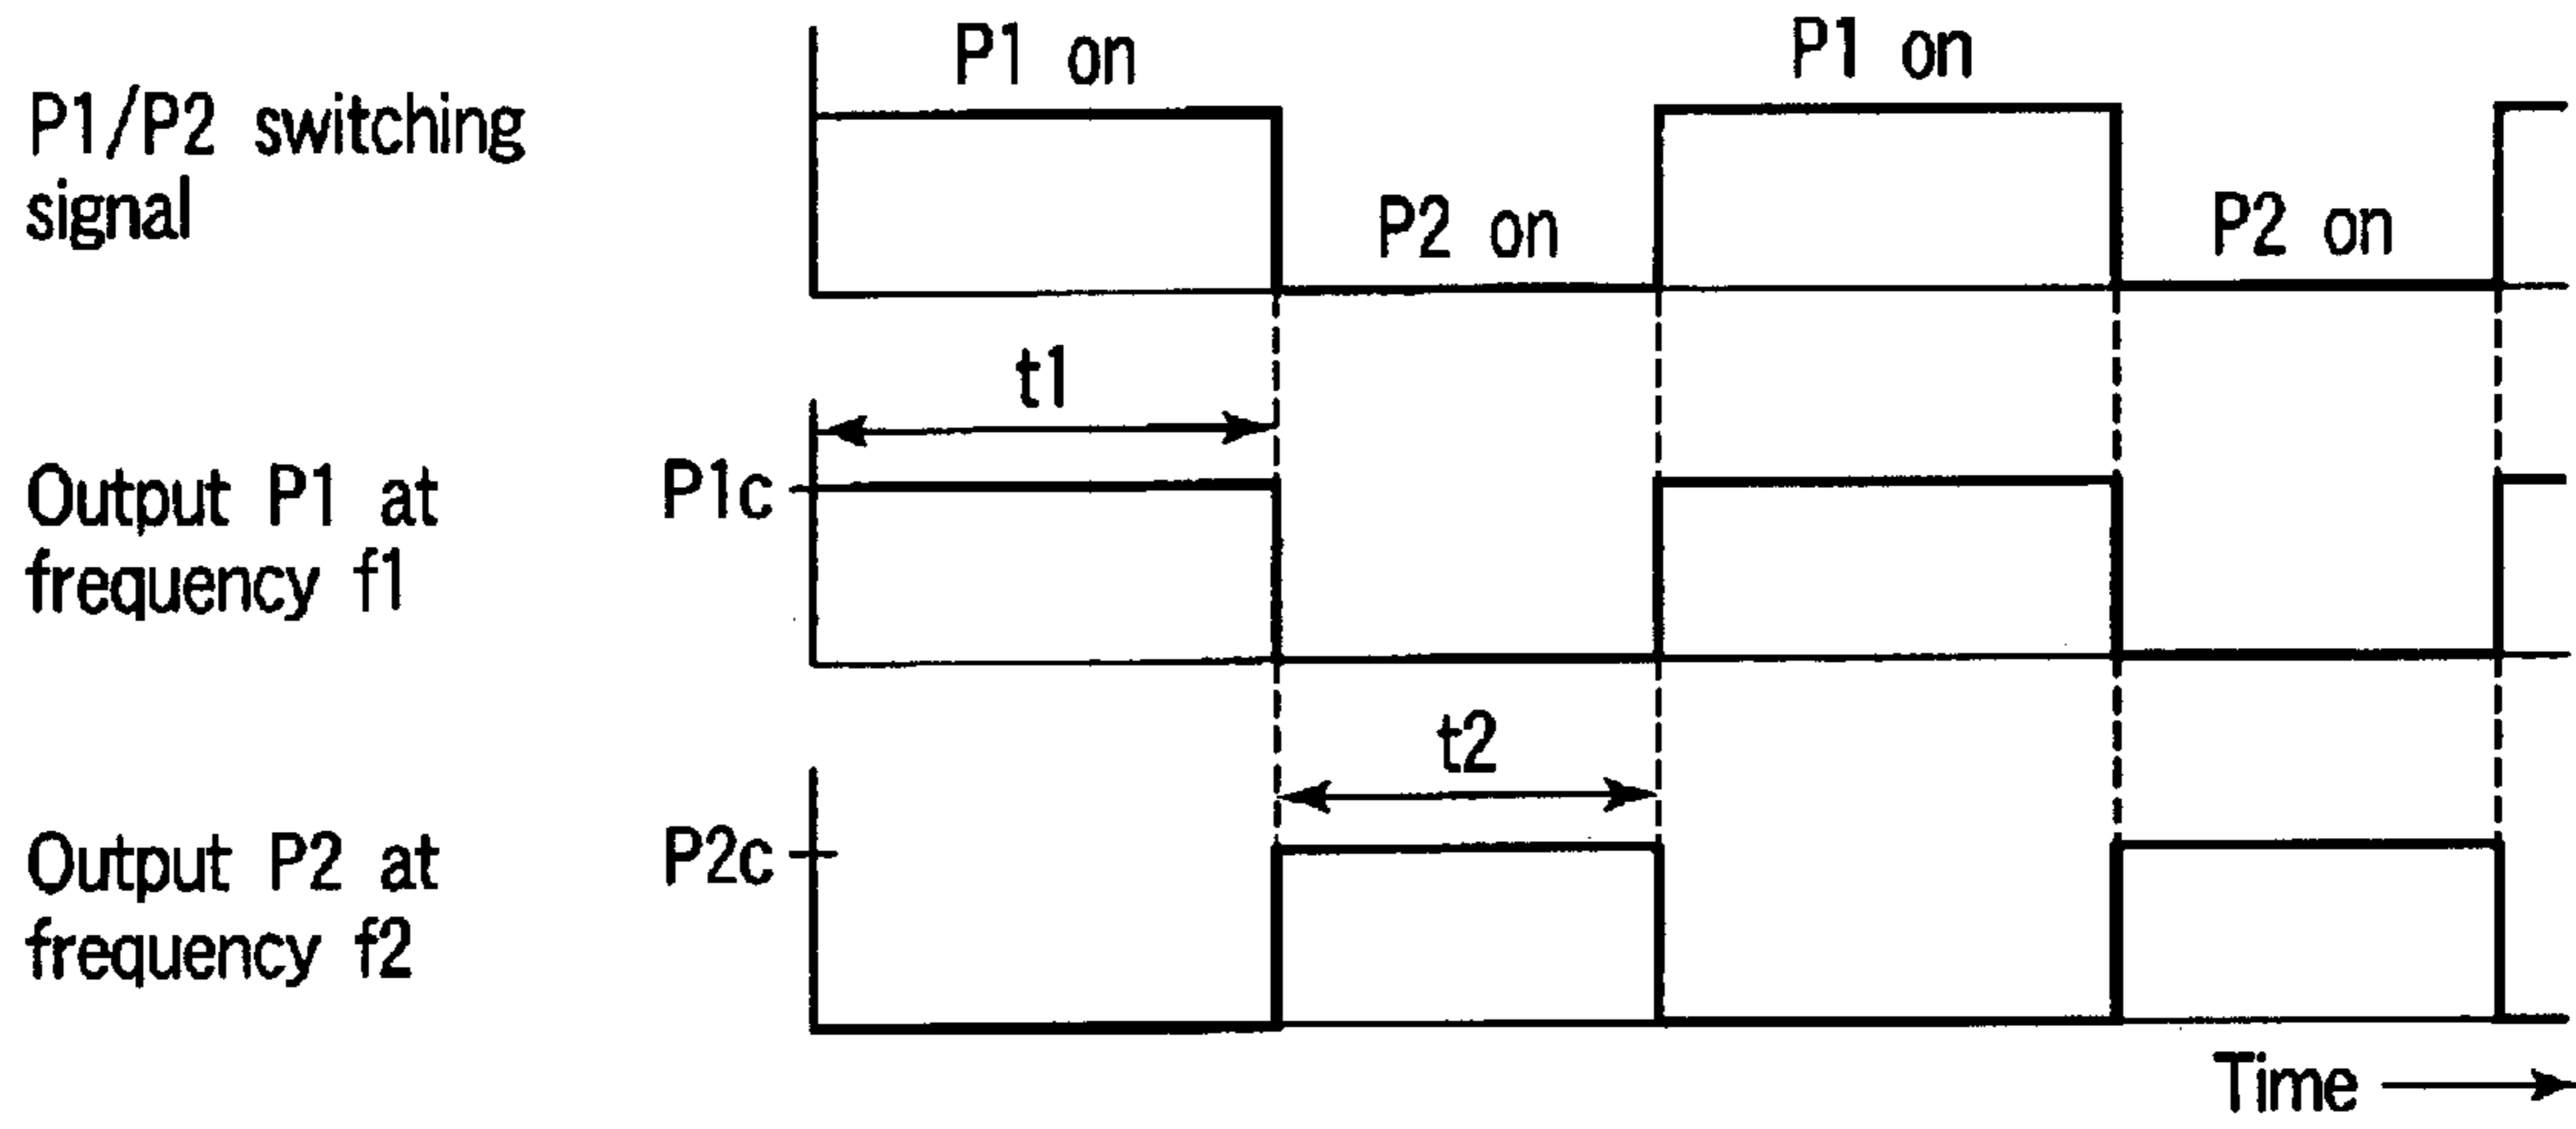 P1 on
P1 on
P1/P2 switching
signal
P2 on
P2 on
t1
Output P1 at
frequency f1
P1c
t2
Output P2 at
frequency f2
P2c
Time